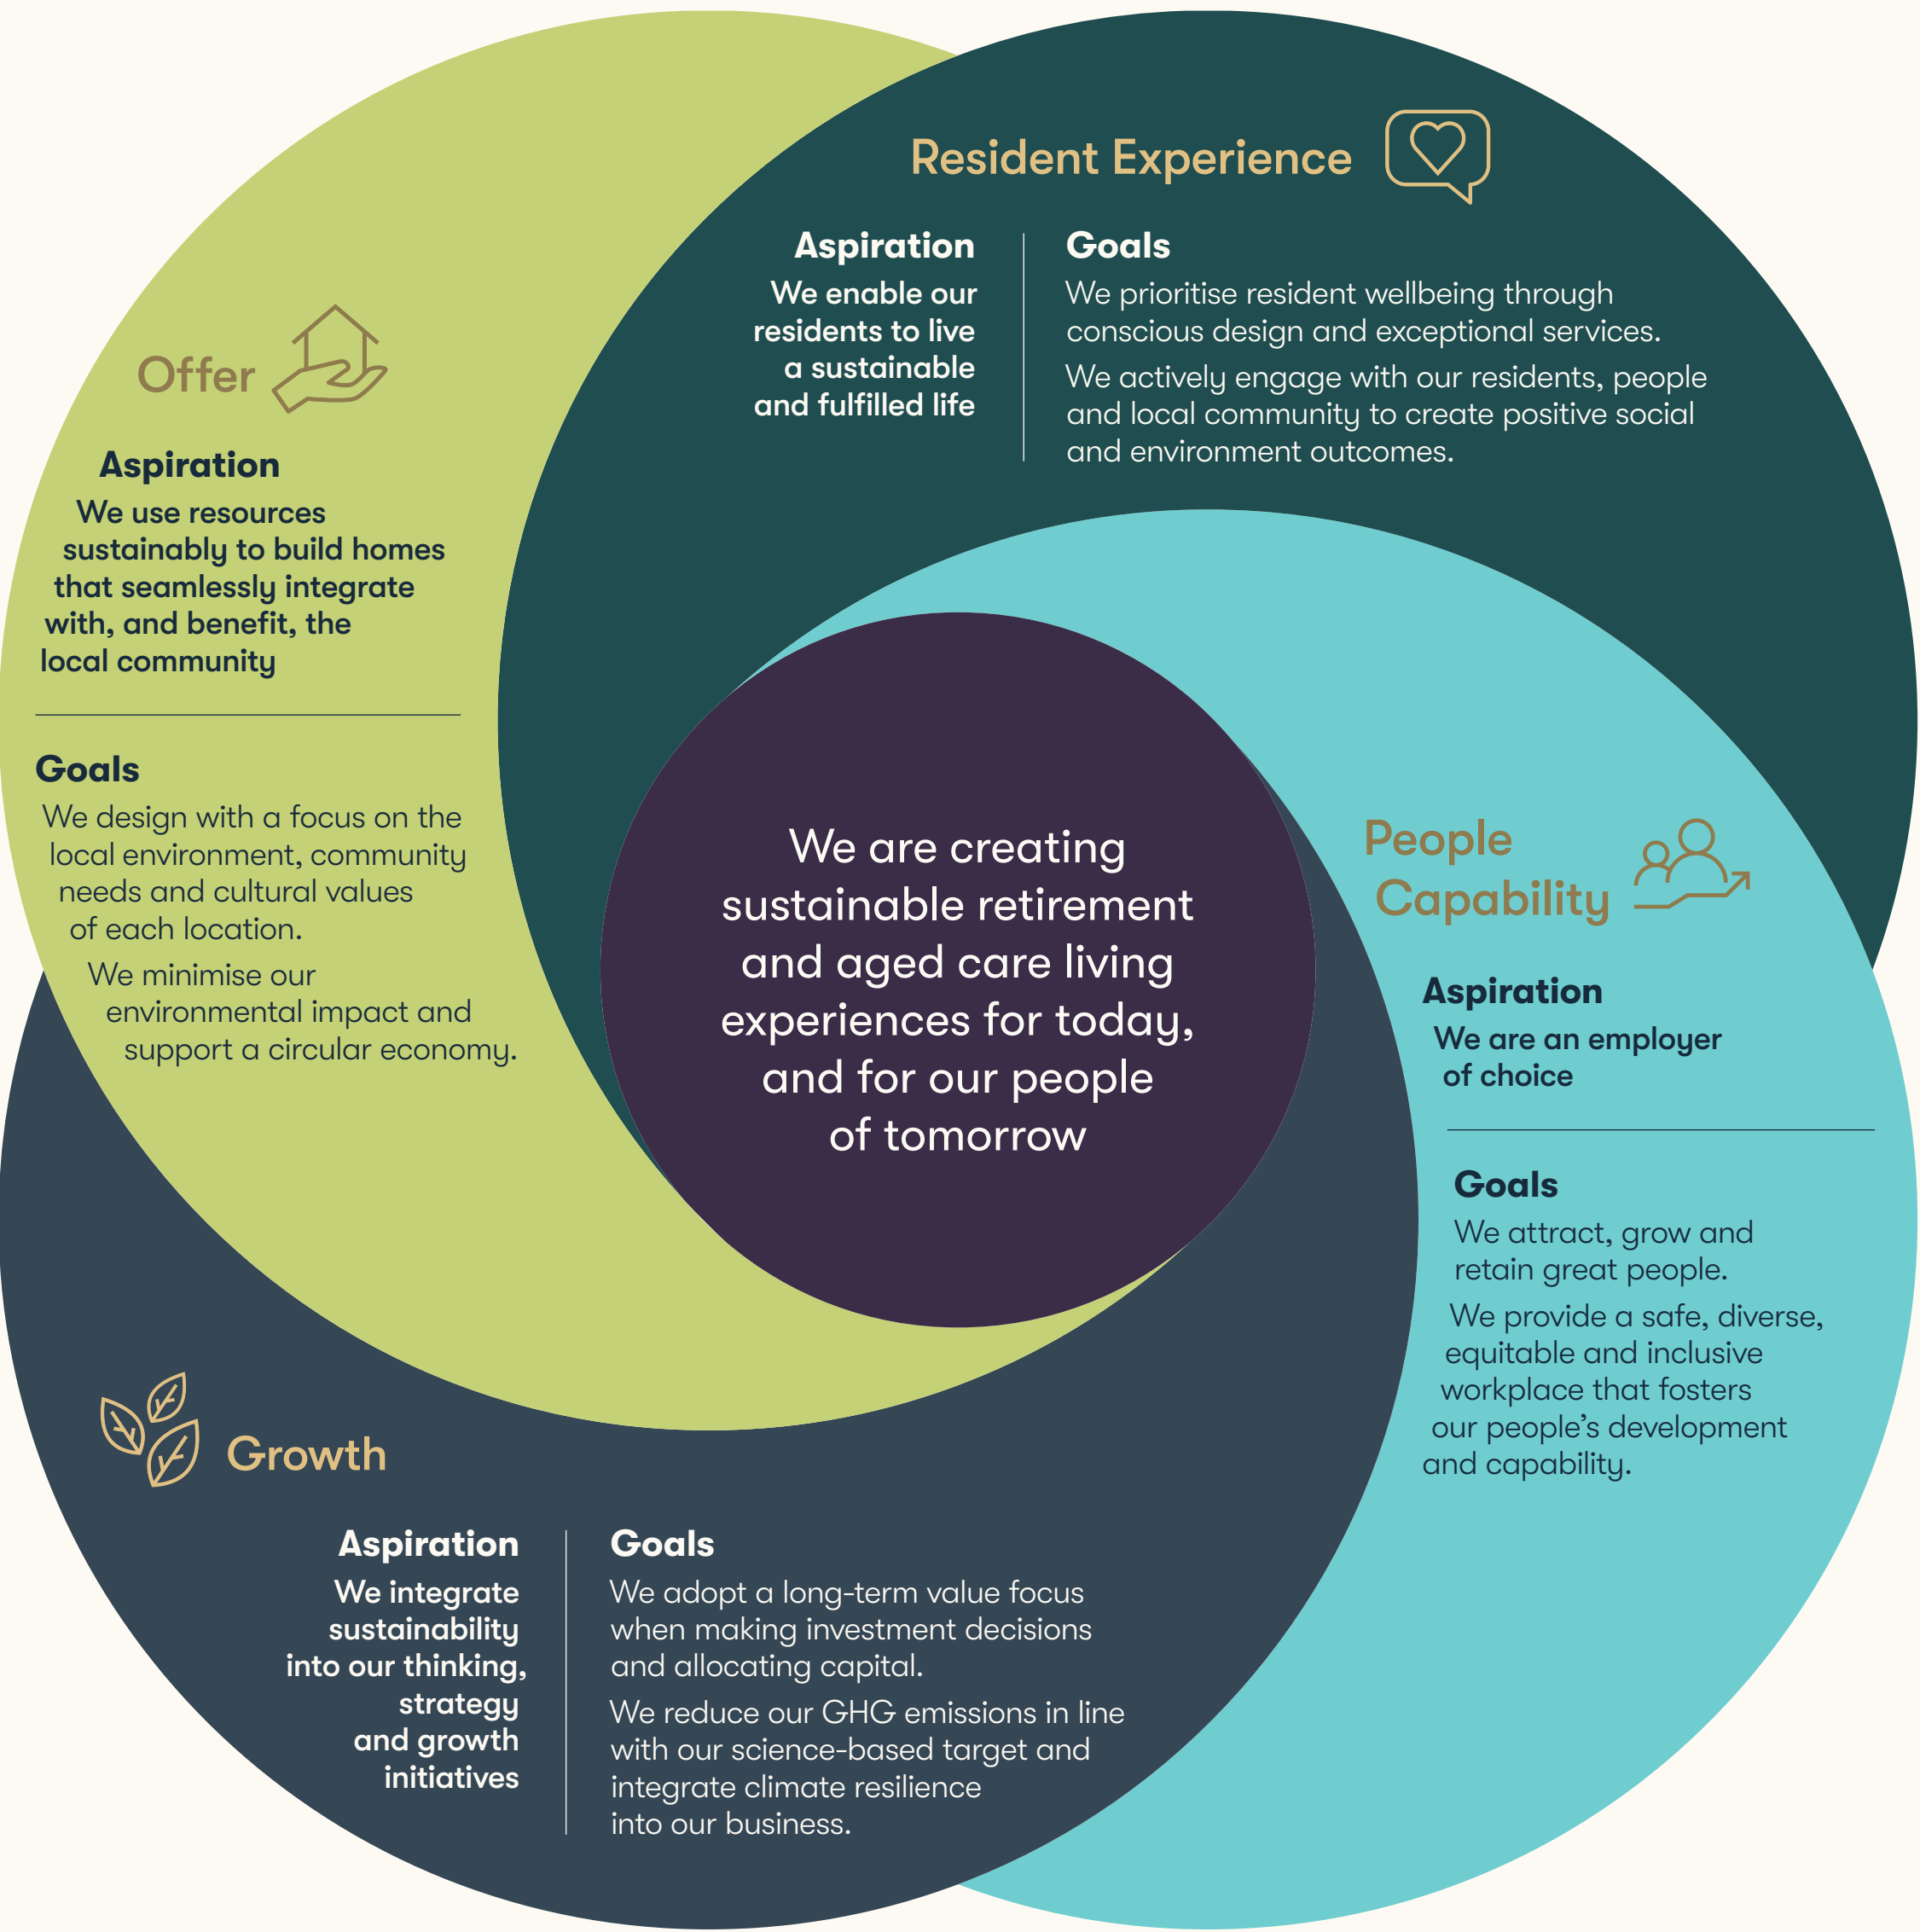 Resident Experience
Aspiration
We enable our
residents to live
a sustainable
and fulfilled life
Goals
We prioritise resident wellbeing through
conscious design and exceptional services.
We actively engage with our residents, people
and local community to create positive social
and environment outcomes.
Offer
Aspiration
We use resources
sustainably to build homes
that seamlessly integrate
with, and benefit, the
local community
Goals
We design with a focus on the
local environment, community
needs and cultural values
of each location.
We minimise our
environmental impact and
support a circular economy.
We are creating
sustainable retirement
and aged care living
experiences for today,
and for our people
of tomorrow
People
Capability
Aspiration
We are an employer
of choice
Goals
We attract, grow and
retain great people.
We provide a safe, diverse,
equitable and inclusive
workplace that fosters
our people's development
and capability.
Growth
Aspiration
We integrate
sustainability
into our thinking,
strategy
and growth
initiatives
Goals
We adopt a long-term value focus
when making investment decisions
and allocating capital.
We reduce our GHG emissions in line
with our science-based target and
integrate climate resilience
into our business.